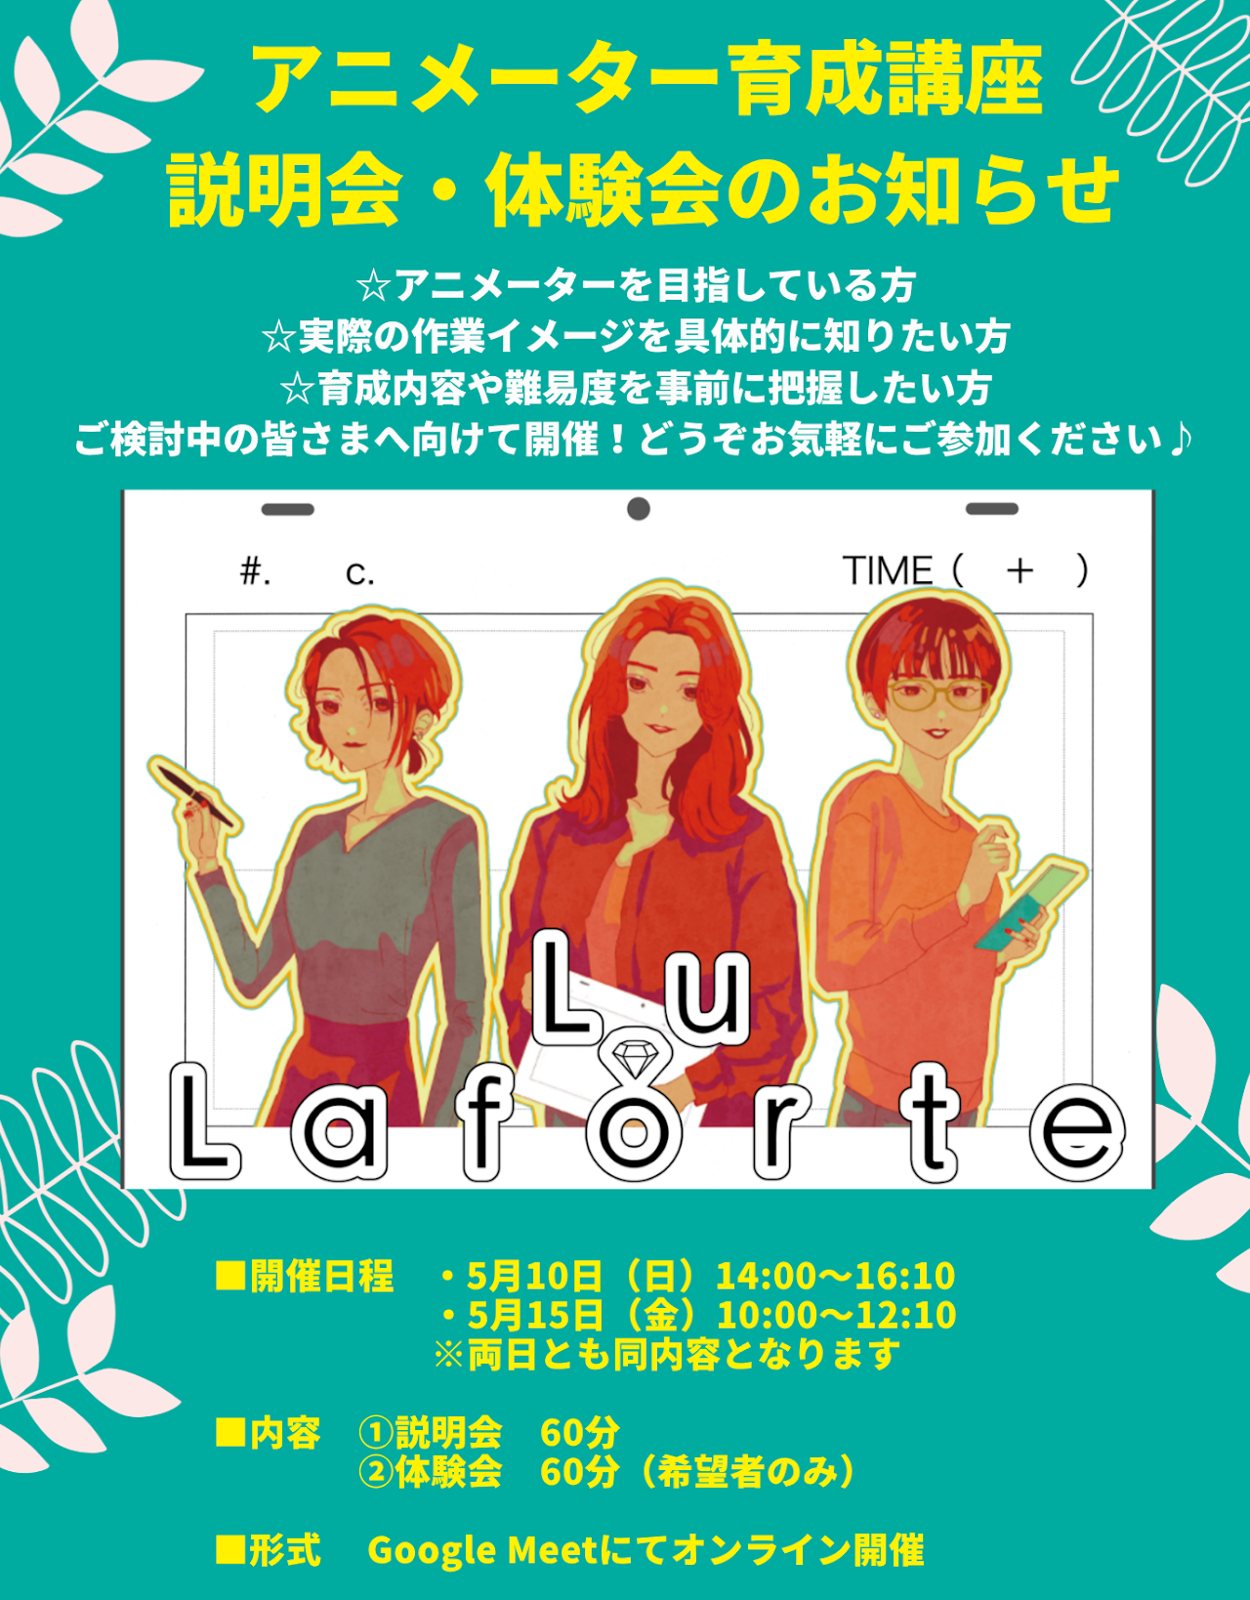 アニメーター育成講座
説明会・体験会のお知らせ
☆アニメーターを目指している方
☆実際の作業イメージを具体的に知りたい方
☆育成内容や難易度を事前に把握したい方
ご検討中の皆さまへ向けて開催！どうぞお気軽にご参加ください♪
#. c. TIME ( + )
Lu
Laforte
■開催日程 ・5月10日（日）14:00〜16:10
・5月15日（金）10:00〜12:10
※両日とも同内容となります
■内容 ①説明会 60分
②体験会 60分（希望者のみ）
■形式 Google Meetにてオンライン開催